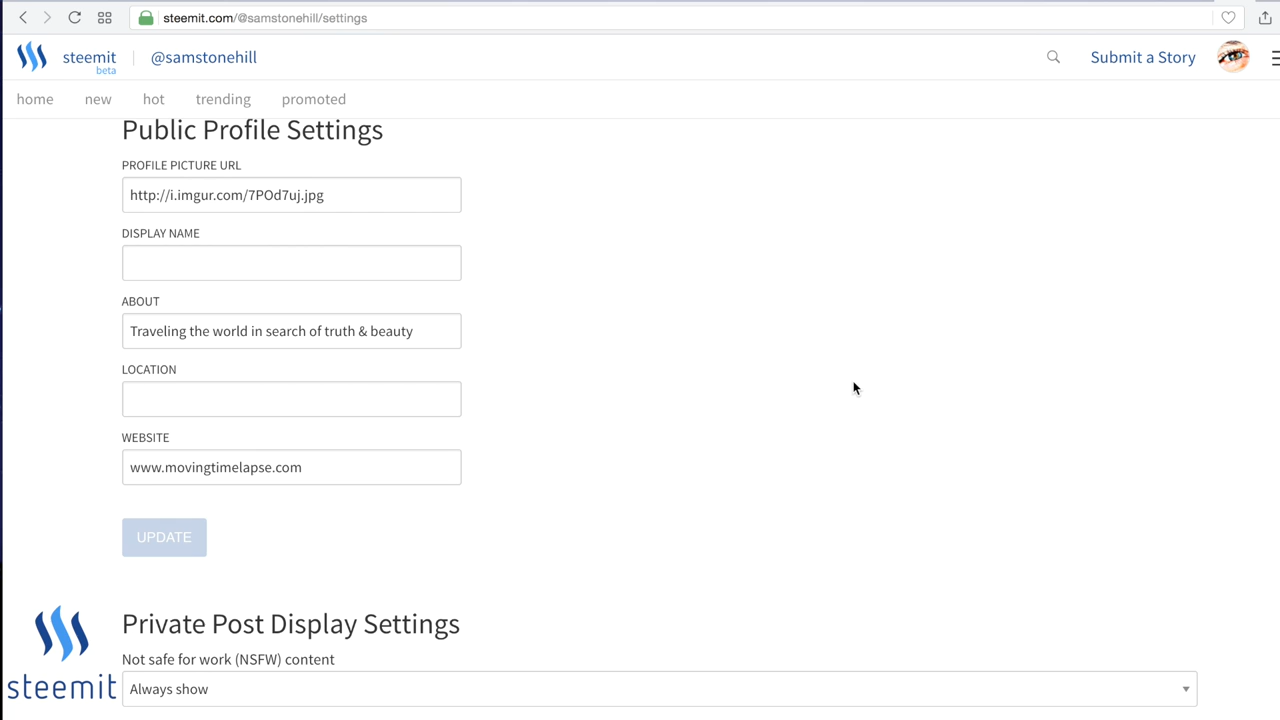 steemit.com/@samstonehill/settings
steemit
beta
@samstonehill
Submit a Story
home new hot trending promoted
Public Profile Settings
PROFILE PICTURE URL
http://i.imgur.com/7POd7uj.jpg
DISPLAY NAME
ABOUT
Traveling the world in search of truth & beauty
LOCATION
WEBSITE
www.movingtimelapse.com
UPDATE
Private Post Display Settings
Not safe for work (NSFW) content
Always show
steemit